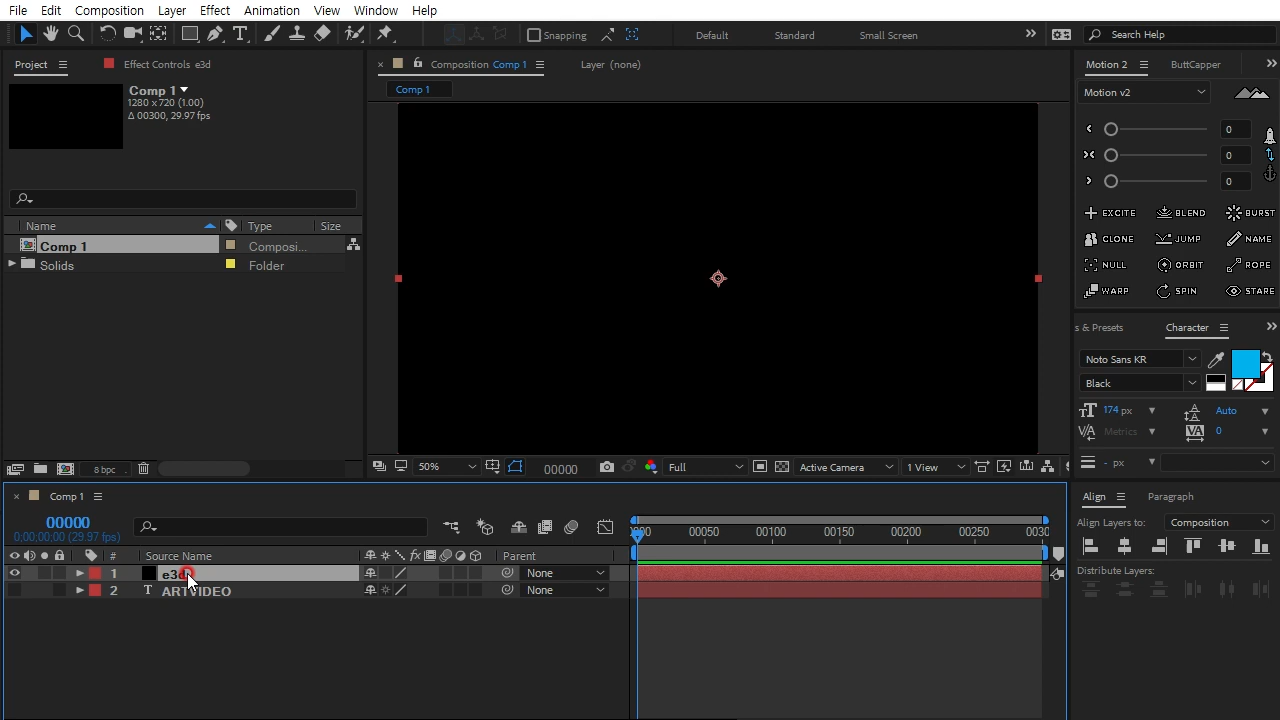 File Edit Composition Layer Effect Animation View Window Help
Snapping Default Standard Small Screen Search Help
Project Effect Controls e3d Composition Comp 1 Layer (none) Motion 2 ButtCapper
Comp 1
Comp 1 Motion v2
1280 x 720 (1.00)
Δ 00300, 29.97 fps
0
0
0
Name Type Size
EXCITE BLEND BURST
Comp 1 Composi...
CLONE JUMP NAME
Solids Folder
NULL ORBIT ROPE
WARP SPIN STARE
s & Presets Character
Noto Sans KR
Black
174 px Auto
Metrics 0
8 bpc 50% 00000 Full Active Camera 1 View - px
Comp 1 Align Paragraph
00000
0;00;00;00 (29.97 fps)
Align Layers to: Composition
00050 00100 00150 00200 00250
# Source Name Parent
Distribute Layers:
1 e3d None
2 T ARTVIDEO None